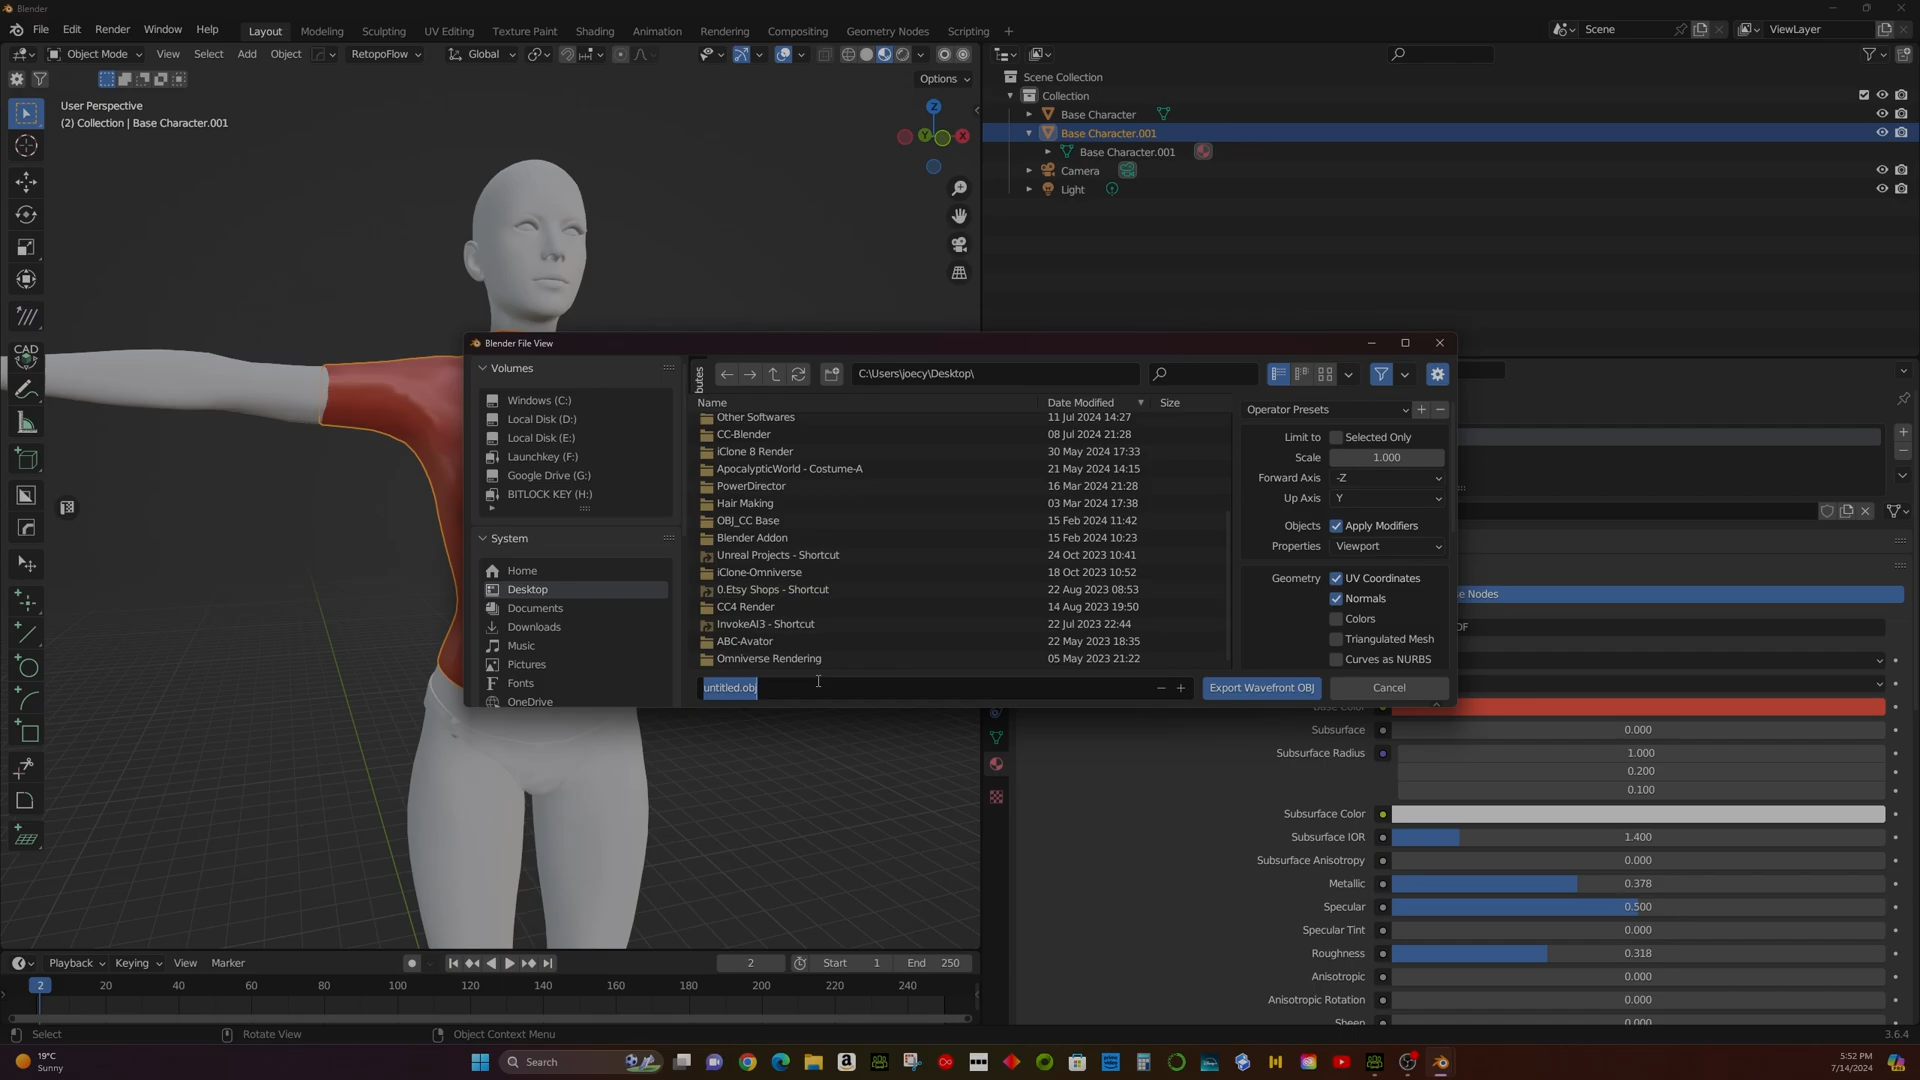 Blender
File Edit Render Window Help Layout Modeling Sculpting UV Editing Texture Paint Shading Animation Rendering Compositing Geometry Nodes Scripting + Scene ViewLayer
Object Mode View Select Add Object RetopoFlow Global
Options
User Perspective
(2) Collection | Base Character.001
Z
Y
X
CAD
Scene Collection
Collection
Base Character
Base Character.001
Base Character.001
Camera
Light
Blender File View
Volumes
Windows (C:)
Local Disk (D:)
Local Disk (E:)
Launchkey (F:)
Google Drive (G:)
BITLOCK KEY (H:)
System
Home
Desktop
Documents
Downloads
Music
Pictures
Fonts
OneDrive
C:\Users\joecy\Desktop\
Name Date Modified Size
Other Softwares 11 Jul 2024 14:27
CC-Blender 08 Jul 2024 21:28
iClone 8 Render 30 May 2024 17:33
ApocalypticWorld - Costume-A 21 May 2024 14:15
PowerDirector 16 Mar 2024 21:28
Hair Making 03 Mar 2024 17:38
OBJ_CC Base 15 Feb 2024 11:42
Blender Addon 15 Feb 2024 10:23
Unreal Projects - Shortcut 24 Oct 2023 10:41
iClone-Omniverse 18 Oct 2023 10:52
0.Etsy Shops - Shortcut 22 Aug 2023 08:53
CC4 Render 14 Aug 2023 19:50
InvokeAI3 - Shortcut 22 Jul 2023 22:44
ABC-Avator 22 May 2023 18:35
Omniverse Rendering 05 May 2023 21:22
untitled.obj
Export Wavefront OBJ
Cancel
Operator Presets
Limit to Selected Only
Scale 1.000
Forward Axis -Z
Up Axis Y
Objects Apply Modifiers
Properties Viewport
Geometry UV Coordinates
Normals
Colors
Triangulated Mesh
Curves as NURBS
Subsurface 0.000
Subsurface Radius 1.000
0.200
0.100
Subsurface Color
Subsurface IOR 1.400
Subsurface Anisotropy 0.000
Metallic 0.378
Specular 0.500
Specular Tint 0.000
Roughness 0.318
Anisotropic 0.000
Anisotropic Rotation 0.000
Sheen 0.000
Playback Keying View Marker
2 Start 1 End 250
2 20 40 60 80 100 120 140 160 180 200 220 240
Select Rotate View Object Context Menu
3.6.4
19°C
Sunny
Search
5:52 PM
7/14/2024